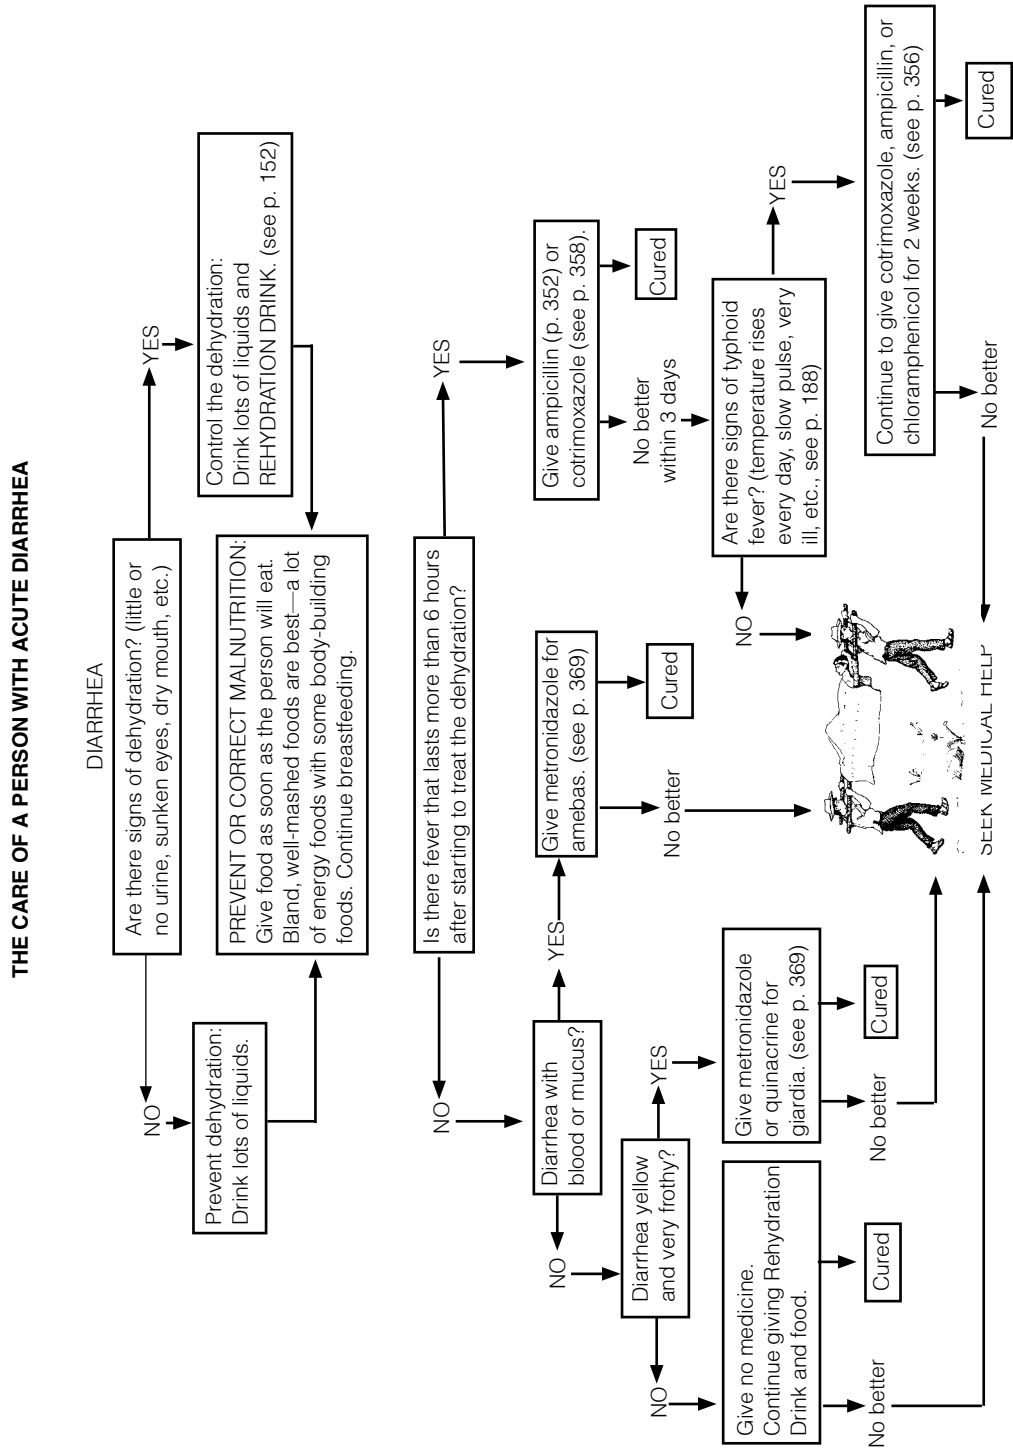 THE CARE OF A PERSON WITH ACUTE DIARRHEA
DIARRHEA
Are there signs of dehydration? (little or
no urine, sunken eyes, dry mouth, etc.)
NO
YES
Prevent dehydration:
Drink lots of liquids.
Control the dehydration:
Drink lots of liquids and
REHYDRATION DRINK. (see p. 152)
PREVENT OR CORRECT MALNUTRITION:
Give food as soon as the person will eat.
Bland, well-mashed foods are best—a lot
of energy foods with some body-building
foods. Continue breastfeeding.
Is there fever that lasts more than 6 hours
after starting to treat the dehydration?
NO
YES
Diarrhea with
blood or mucus?
YES
Give metronidazole for
amebas. (see p. 369)
Give ampicillin (p. 352) or
cotrimoxazole (see p. 358).
NO
Diarrhea yellow
and very frothy?
YES
No better
Cured
No better
within 3 days
Cured
NO
Give no medicine.
Continue giving Rehydration
Drink and food.
Give metronidazole
or quinacrine for
giardia. (see p. 369)
NO
Are there signs of typhoid
fever? (temperature rises
every day, slow pulse, very
ill, etc., see p. 188)
YES
No better
Cured
No better
Cured
Continue to give cotrimoxazole, ampicillin, or
chloramphenicol for 2 weeks. (see p. 356)
SEEK MEDICAL HELP
No better
Cured